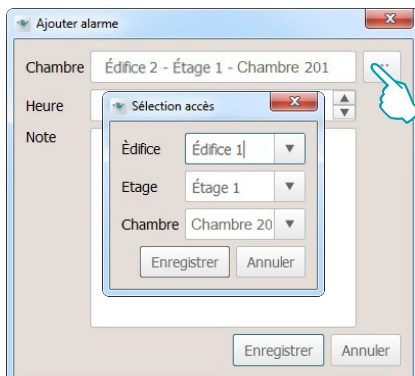 Ajouter alarme
Chambre Édifice 2 - Étage 1 - Chambre 201 ...
Heure
Sélection accès
Note
Èdifice Édifice 1
Etage Étage 1
Chambre Chambre 20
Enregistrer Annuler
Enregistrer Annuler